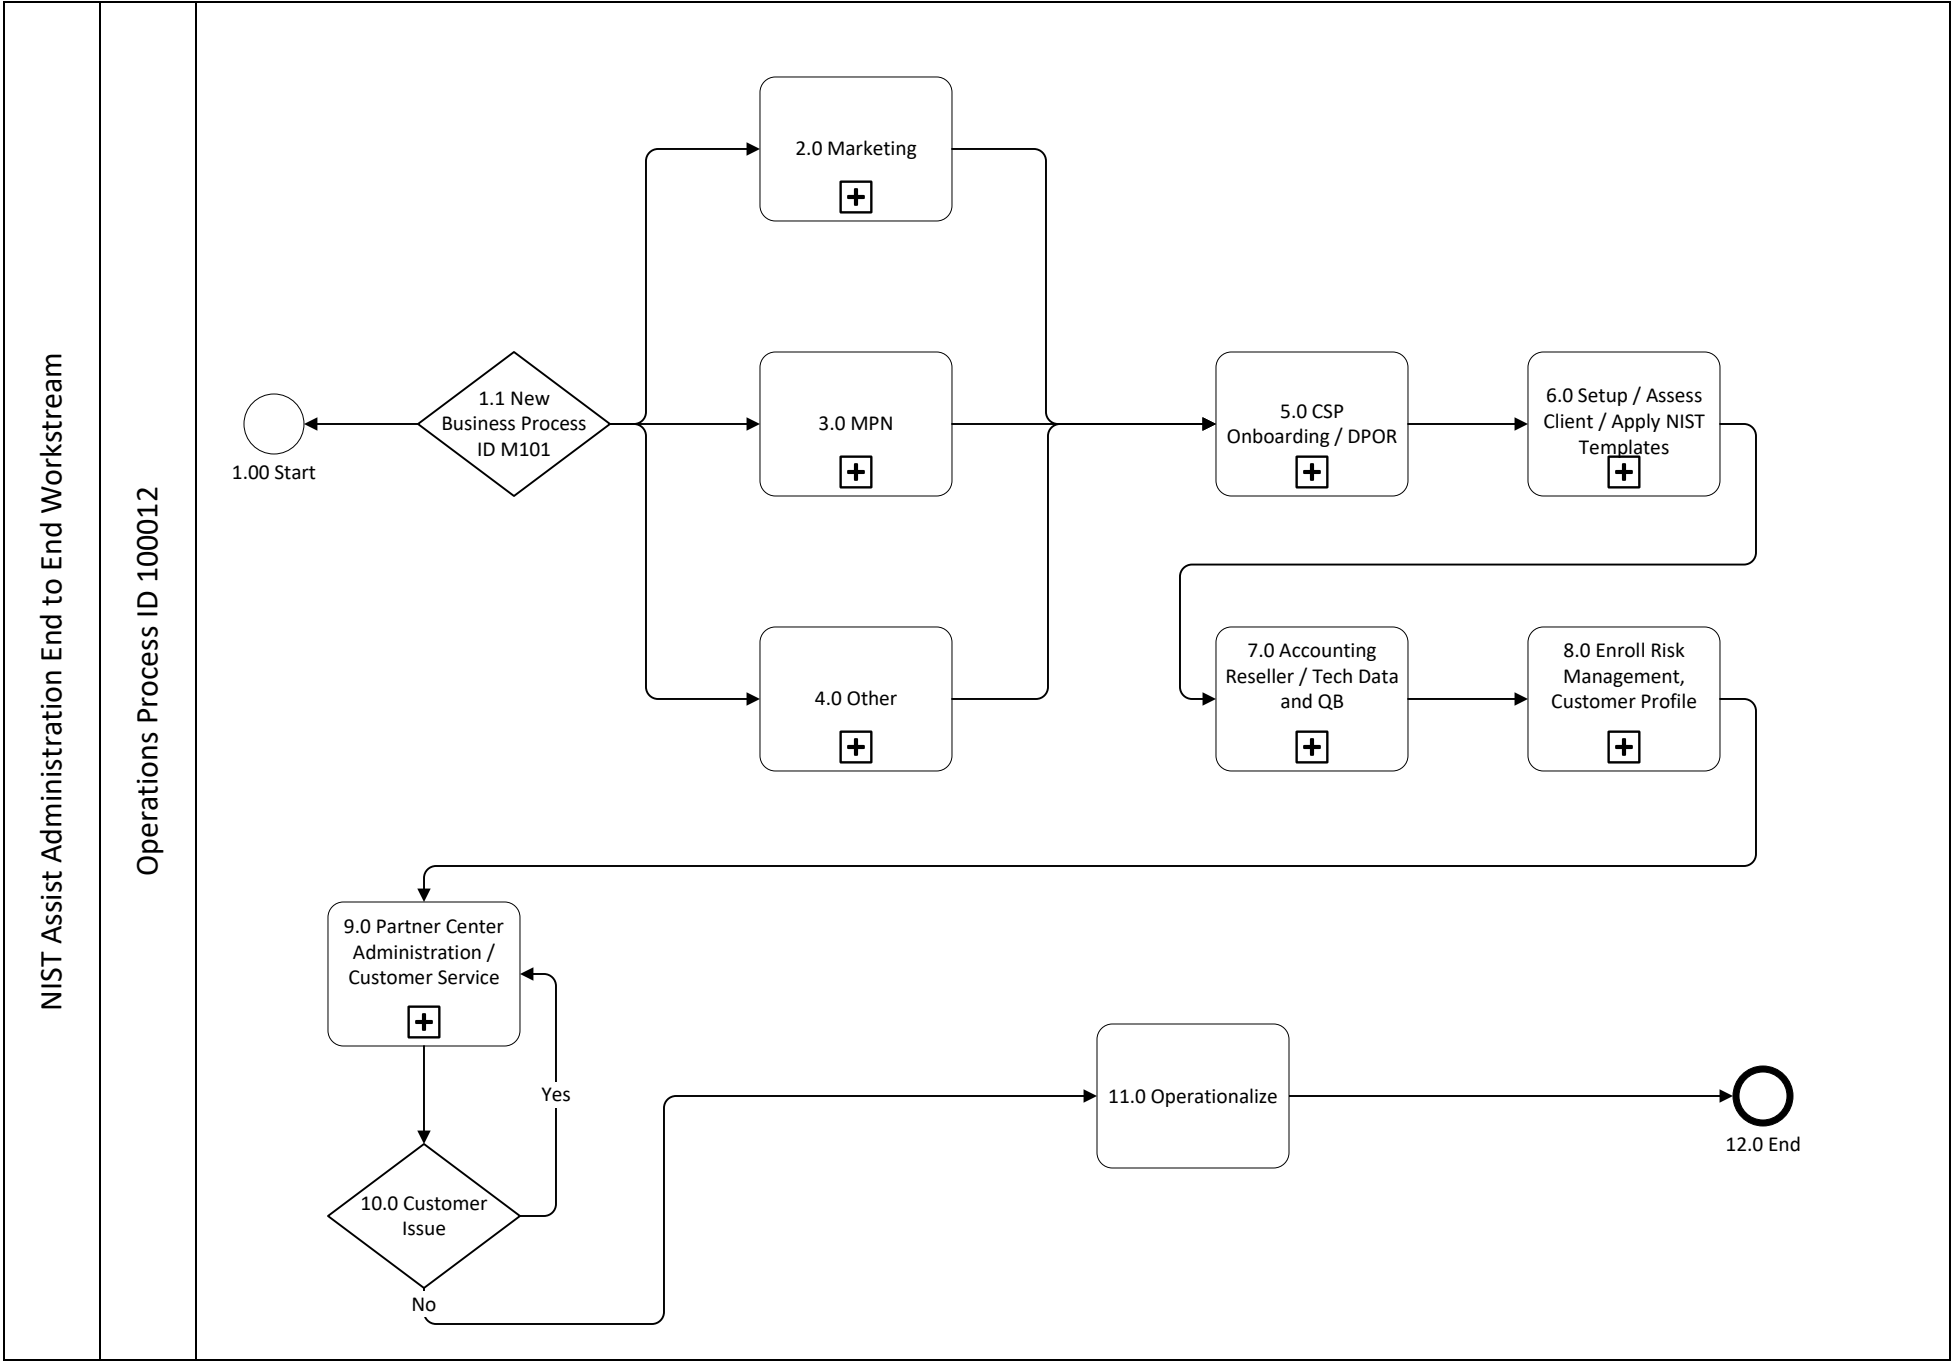 NIST Assist Administration End to End Workstream
Operations Process ID 100012
1.00 Start
1.1 New
Business Process
ID M101
2.0 Marketing
3.0 MPN
4.0 Other
5.0 CSP
Onboarding / DPOR
6.0 Setup / Assess
Client / Apply NIST
Templates
7.0 Accounting
Reseller / Tech Data
and QB
8.0 Enroll Risk
Management,
Customer Profile
9.0 Partner Center
Administration /
Customer Service
Yes
10.0 Customer
Issue
No
11.0 Operationalize
12.0 End